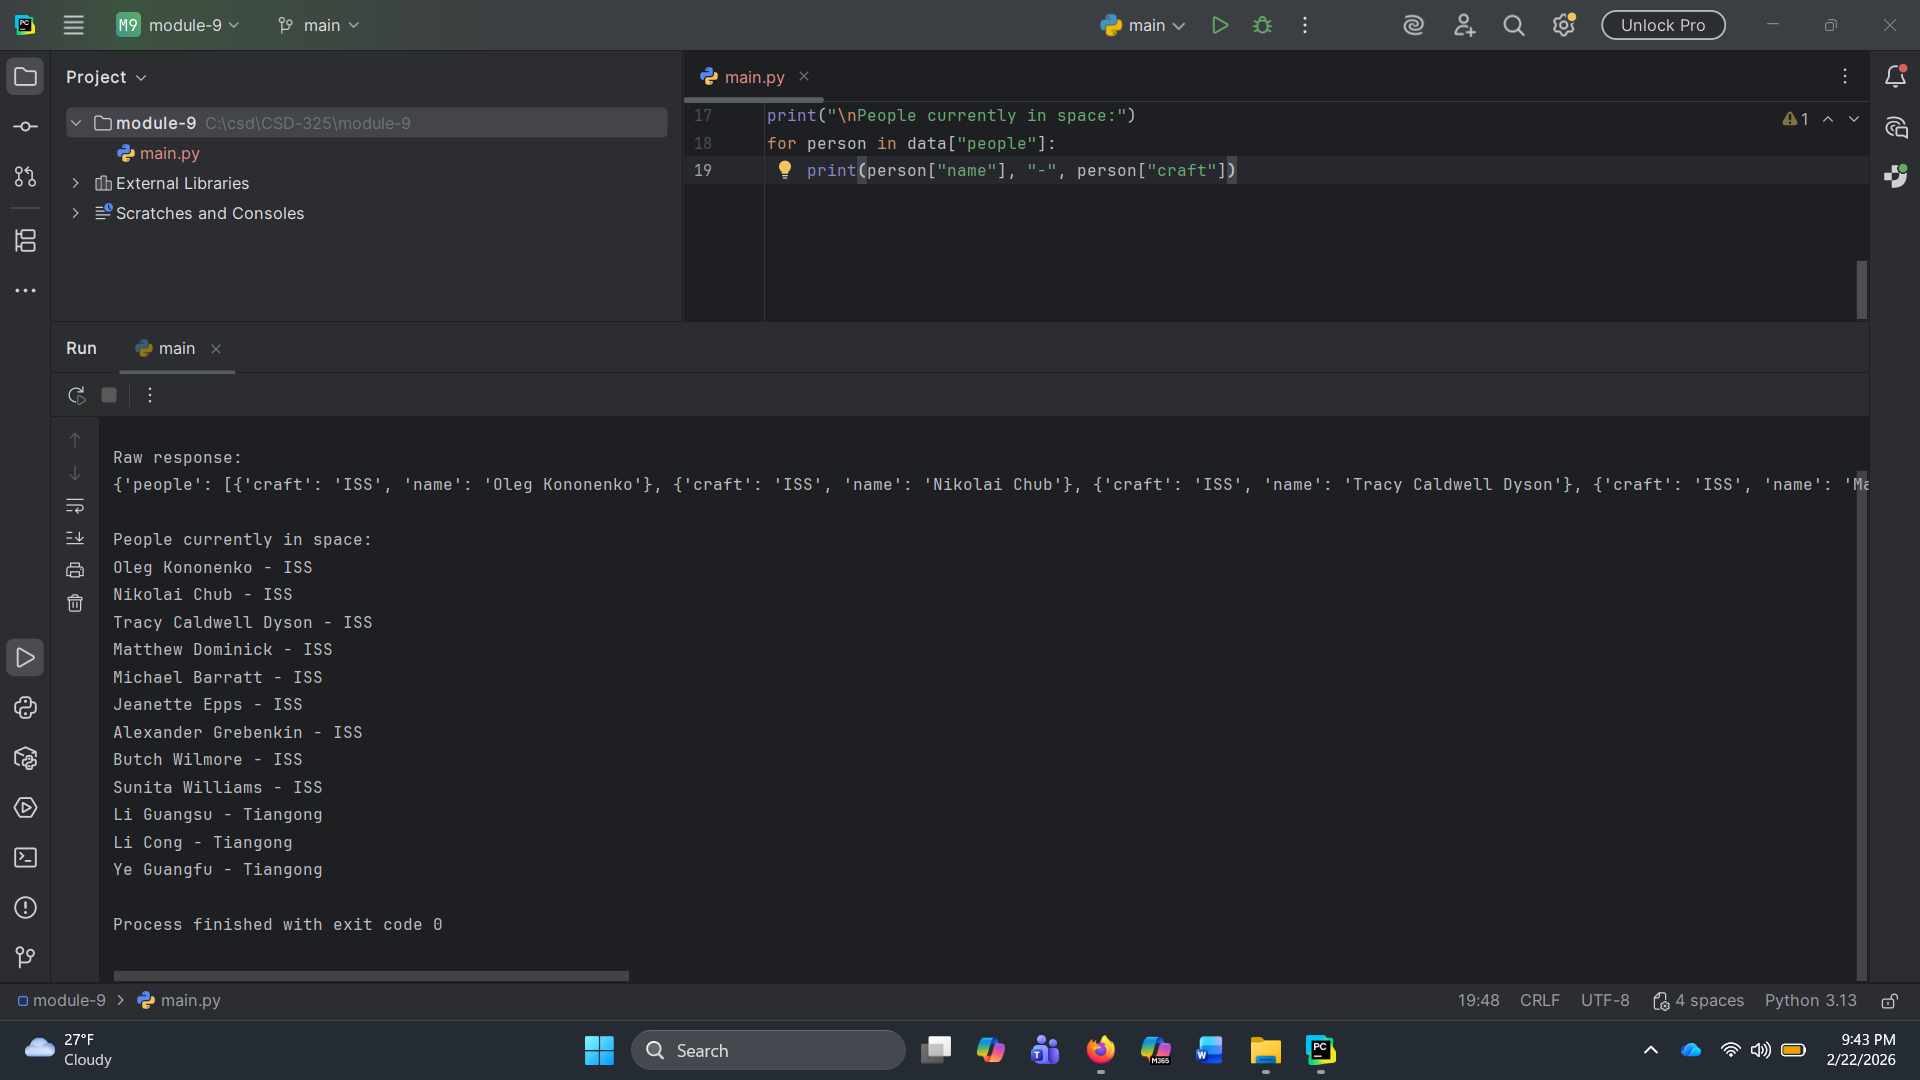 PC
M9 module-9
main
main
Unlock Pro
Project
main.py
module-9 C:\csd\CSD-325\module-9
main.py
External Libraries
Scratches and Consoles
17 print("\nPeople currently in space:")
18 for person in data["people"]:
19 print(person["name"], "-", person["craft"])
1
Run
main
Raw response:
{'people': [{'craft': 'ISS', 'name': 'Oleg Kononenko'}, {'craft': 'ISS', 'name': 'Nikolai Chub'}, {'craft': 'ISS', 'name': 'Tracy Caldwell Dyson'}, {'craft': 'ISS', 'name': 'Ma
People currently in space:
Oleg Kononenko - ISS
Nikolai Chub - ISS
Tracy Caldwell Dyson - ISS
Matthew Dominick - ISS
Michael Barratt - ISS
Jeanette Epps - ISS
Alexander Grebenkin - ISS
Butch Wilmore - ISS
Sunita Williams - ISS
Li Guangsu - Tiangong
Li Cong - Tiangong
Ye Guangfu - Tiangong
Process finished with exit code 0
module-9
main.py
19:48 CRLF UTF-8 4 spaces Python 3.13
27°F
Cloudy
Search
T
M365
W
PC
9:43 PM
2/22/2026